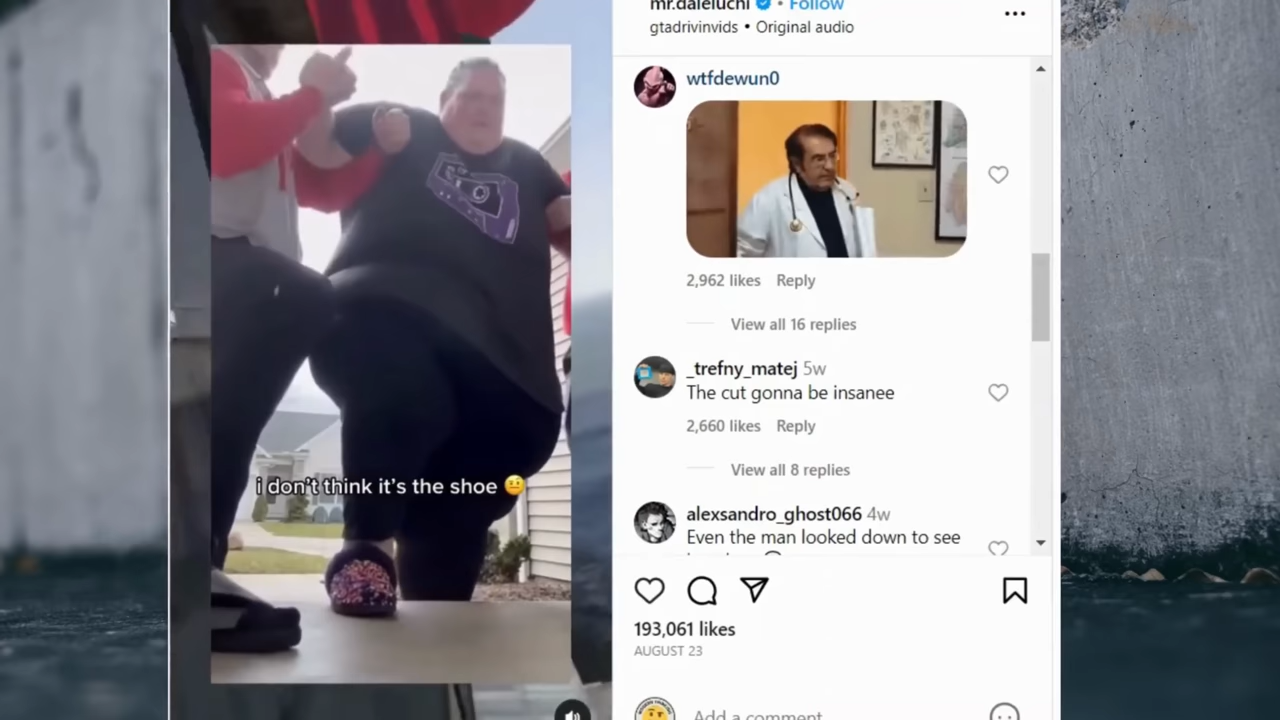 mr.daleluchi • Follow
gtadrivinvids • Original audio
wtfdewun0
2,962 likes Reply
View all 16 replies
_trefny_matej 5w
The cut gonna be insanee
2,660 likes Reply
View all 8 replies
alexsandro_ghost066 4w
Even the man looked down to see
i don't think it's the shoe 🤨
193,061 likes
AUGUST 23
Add a comment